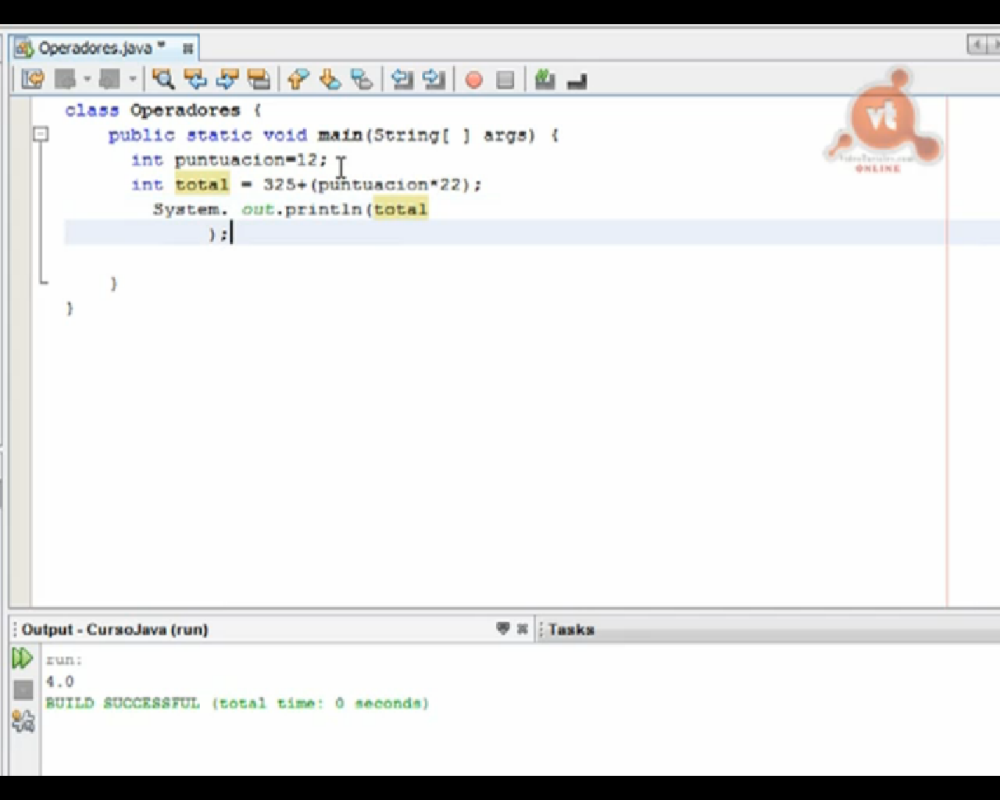 Operadores.java *
class Operadores {
public static void main(String[ ] args) {
int puntuacion=12;
int total = 325+(puntuacion*22);
System. out.println(total
);
}
}
vt
ONLINE
Output - CursoJava (run)
Tasks
run:
4.0
BUILD SUCCESSFUL (total time: 0 seconds)